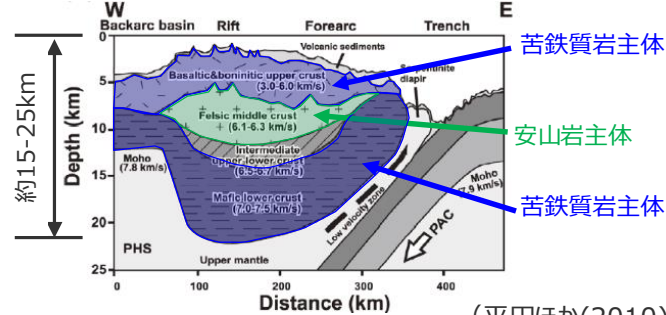 W
E
Backarc basin
Rift
Forearc
Trench
Volcanic sediments
diapir
Basaltic&boninitic upper crust
(3.0-6.0 km/s)
Felsic middle crust
(6.1-6.3 km/s)
Intermediate
upper lower crust
(6.5-6.7 km/s)
Mafic lower crust
(7.0-7.5 km/s)
Moho
(7.8 km/s)
Moho
(7.9 km/s)
Low velocity zone
PAC
PHS
Upper mantle
0
5
10
15
20
25
Depth (km)
0
100
200
300
400
Distance (km)
約15-25km
苦鉄質岩主体
安山岩主体
苦鉄質岩主体